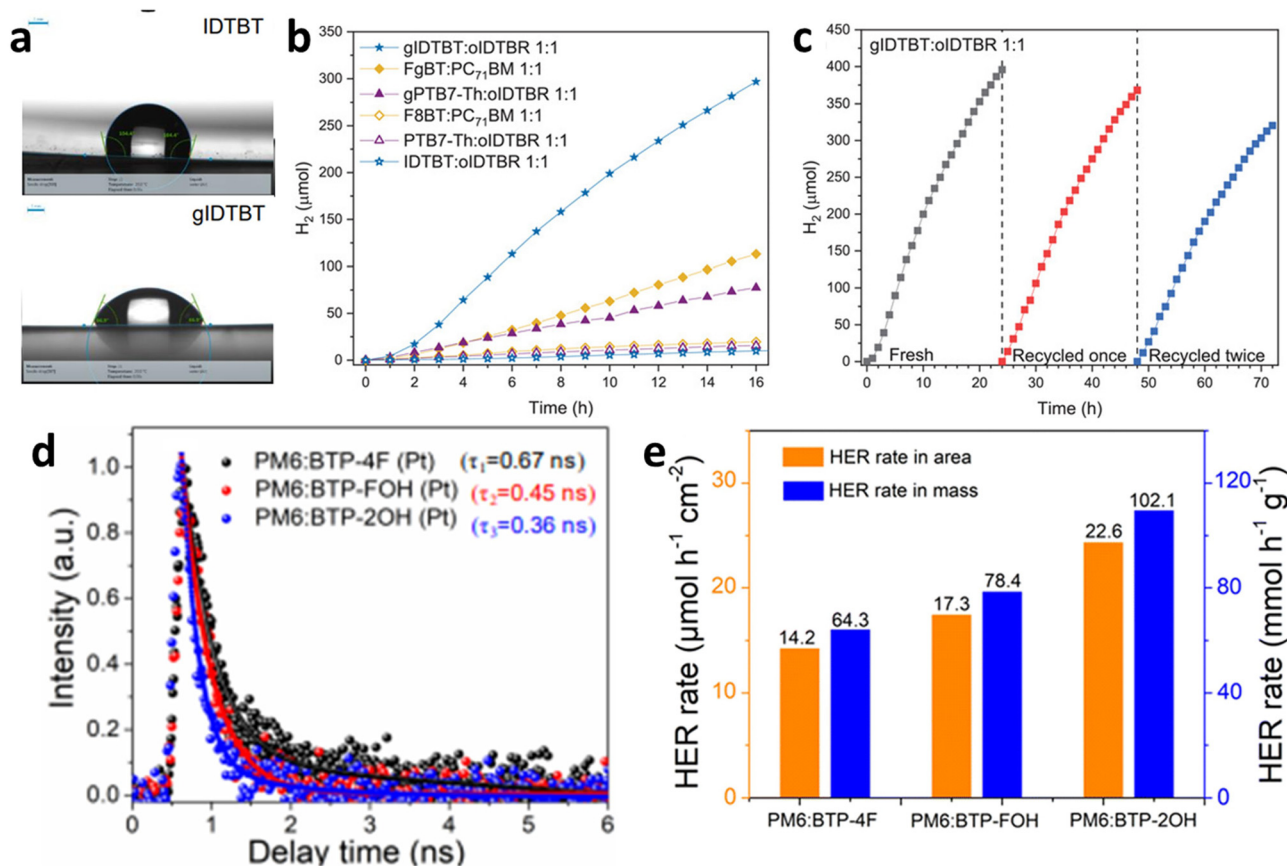 a
IDTBT
gIDTBT
b
H₂ (μmol)
350
300
250
200
150
100
50
0
gIDTBT:oIDTBR 1:1
FgBT:PC₇₁BM 1:1
gPTB7-Th:oIDTBR 1:1
F8BT:PC₇₁BM 1:1
PTB7-Th:oIDTBR 1:1
IDTBT:oIDTBR 1:1
0 2 4 6 8 10 12 14 16
Time (h)
c
gIDTBT:oIDTBR 1:1
H₂ (μmol)
450
400
350
300
250
200
150
100
50
0
Fresh
Recycled once
Recycled twice
0 10 20 30 40 50 60 70
Time (h)
d
Intensity (a.u.)
1.0
0.8
0.6
0.4
0.2
0.0
PM6:BTP-4F (Pt) (τ₁=0.67 ns)
PM6:BTP-FOH (Pt) (τ₂=0.45 ns)
PM6:BTP-2OH (Pt) (τ₃=0.36 ns)
0 1 2 3 4 5 6
Delay time (ns)
e
HER rate (μmol h⁻¹ cm⁻²)
30
20
10
0
HER rate in area
HER rate in mass
14.2
64.3
17.3
78.4
22.6
102.1
PM6:BTP-4F
PM6:BTP-FOH
PM6:BTP-2OH
120
80
40
0
HER rate (mmol h⁻¹ g⁻¹)